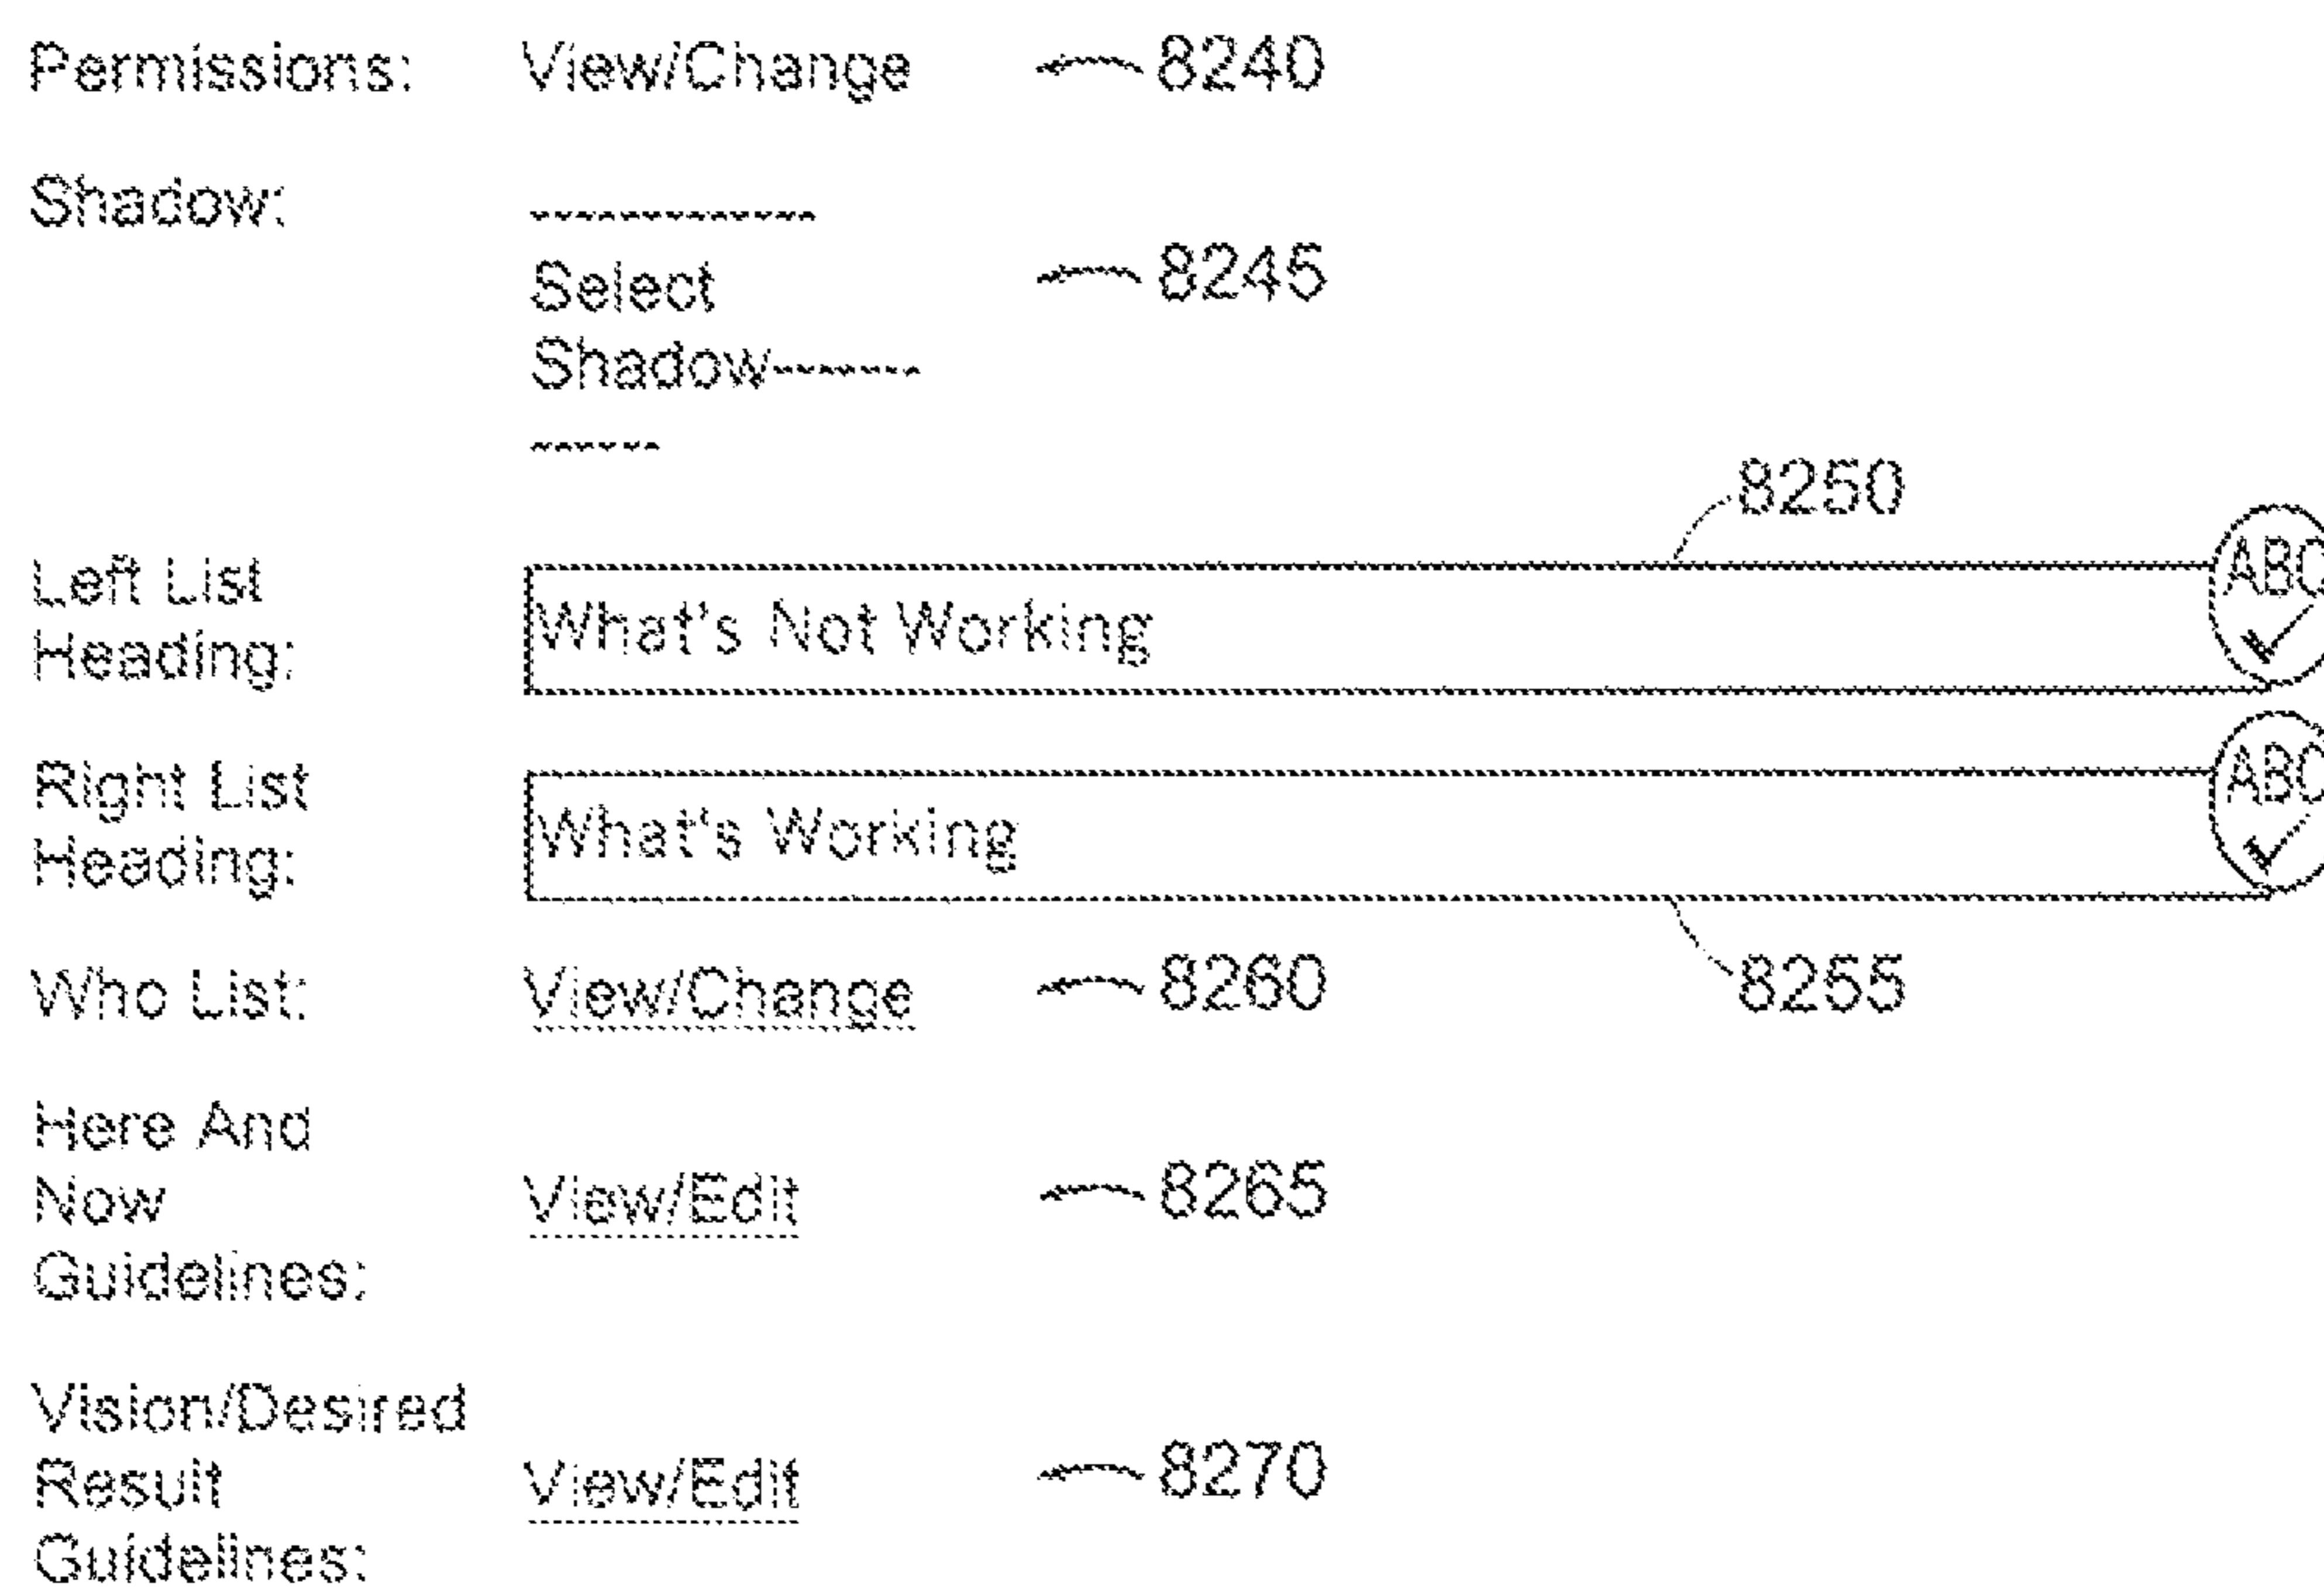 Permissions: View/Change 8240
Shadow: --------------
Select 8245
Shadow--------
------
8250
Left List
Heading:
What's Not Working
ABC
Right List
Heading:
What's Working
ABC
Who List: View/Change 8260 8255
Here And
Now View/Edit 8265
Guidelines:
Vision/Desired
Result View/Edit 8270
Guidelines: